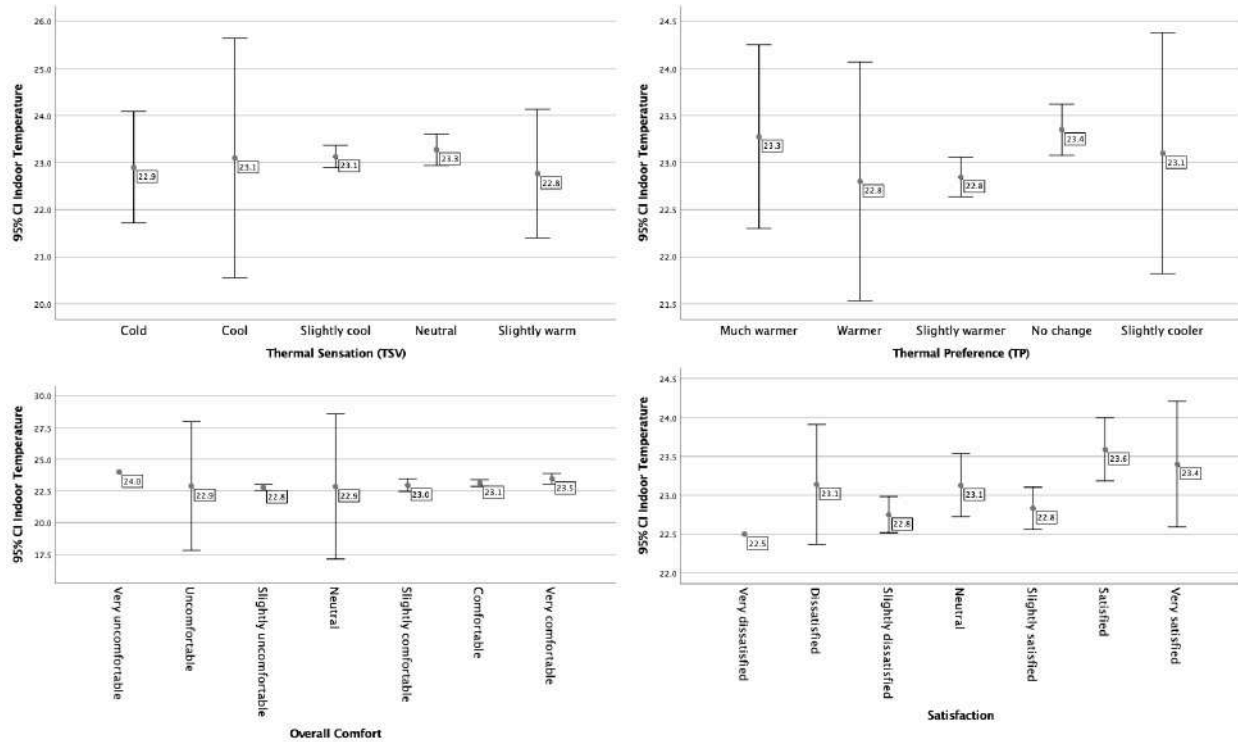 95% CI Indoor Temperature
26.0
25.0
24.0
23.0
22.0
21.0
20.0
22.9
23.1
23.1
23.3
22.8
Cold Cool Slightly cool Neutral Slightly warm
Thermal Sensation (TSV)
95% CI Indoor Temperature
24.5
24.0
23.5
23.0
22.5
22.0
21.5
23.3
22.8
22.8
23.4
23.1
Much warmer Warmer Slightly warmer No change Slightly cooler
Thermal Preference (TP)
95% CI Indoor Temperature
30.0
27.5
25.0
22.5
20.0
17.5
24.0
22.9
22.8
22.9
23.0
23.1
23.5
Very uncomfortable
Uncomfortable
Slightly uncomfortable
Neutral
Slightly comfortable
Comfortable
Very comfortable
Overall Comfort
95% CI Indoor Temperature
24.5
24.0
23.5
23.0
22.5
22.0
22.5
23.1
22.8
23.1
22.8
23.6
23.4
Very dissatisfied
Dissatisfied
Slightly dissatisfied
Neutral
Slightly satisfied
Satisfied
Very satisfied
Satisfaction